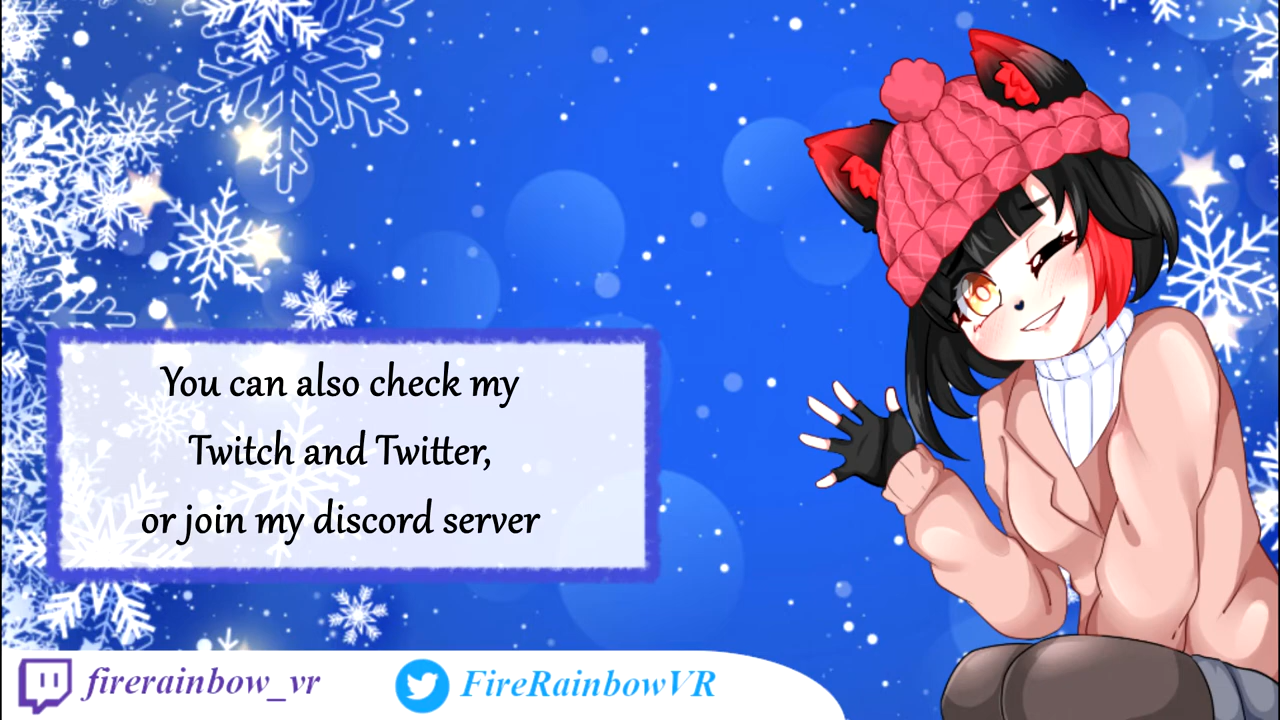 You can also check my
Twitch and Twitter,
or join my discord server
firerainbow_vr
FireRainbowVR